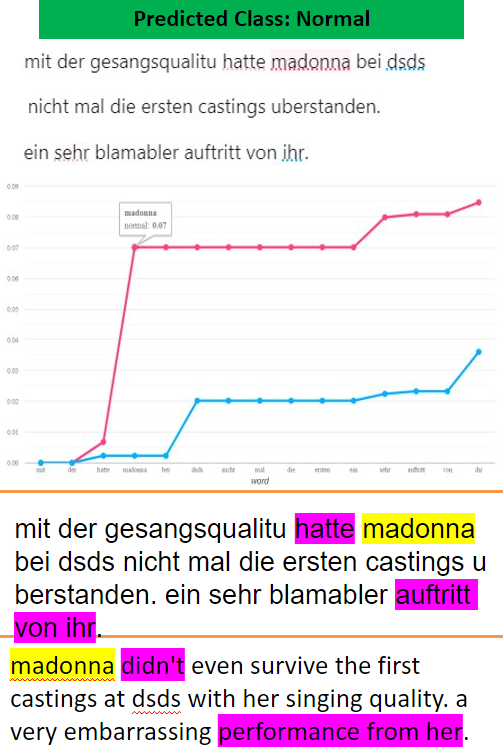 Predicted Class: Normal
mit der gesangsqualitu hatte madonna bei dsds
nicht mal die ersten castings uberstanden.
ein sehr blamabler auftritt von ihr.
0.09
0.08
madonna
normal: 0.07
0.07
0.06
0.05
0.04
0.03
0.02
0.01
0.00
mit der hatte madonna bei dsds nicht mal die ersten ein sehr auftritt von ihr
word
mit der gesangsqualitu hatte madonna
bei dsds nicht mal die ersten castings u
berstanden. ein sehr blamabler auftritt
von ihr.
madonna didn't even survive the first
castings at dsds with her singing quality. a
very embarrassing performance from her.